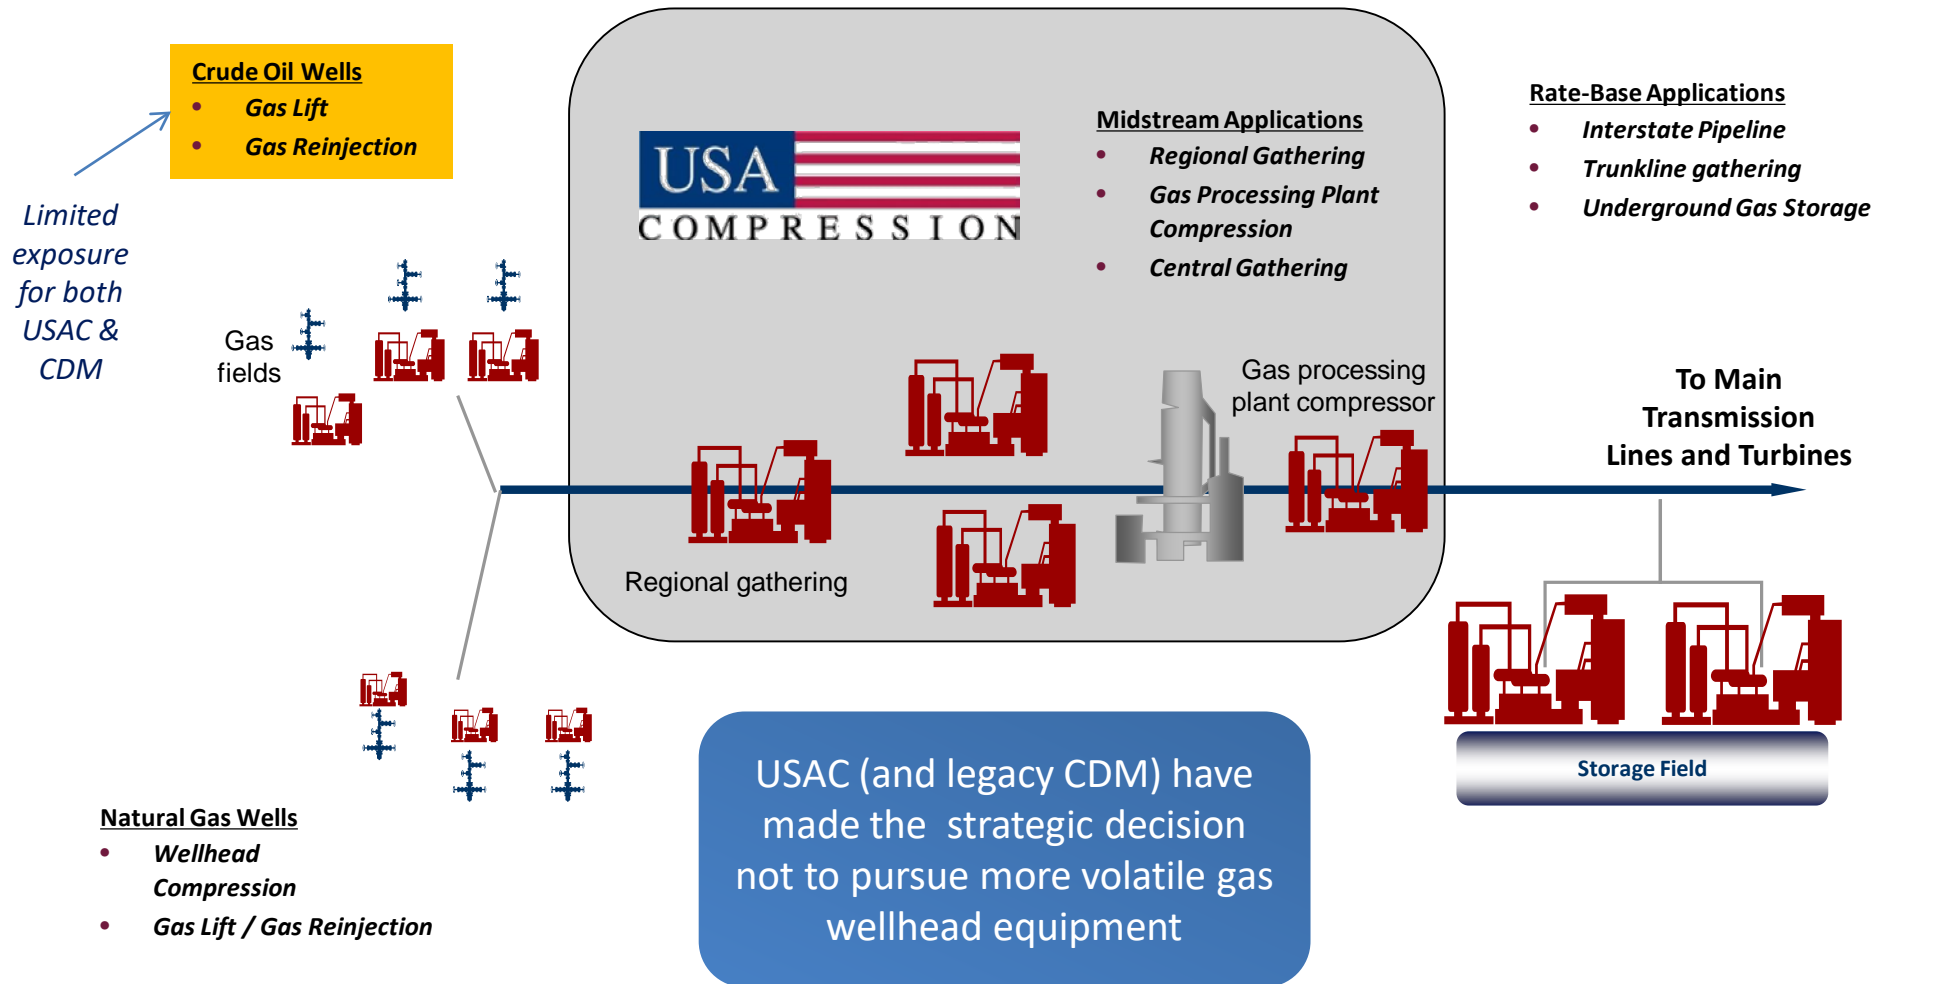 Crude Oil Wells
• Gas Lift
• Gas Reinjection
Limited
exposure
for both
USAC &
CDM
USA
COMPRESSION
Midstream Applications
• Regional Gathering
• Gas Processing Plant
Compression
• Central Gathering
Rate-Base Applications
• Interstate Pipeline
• Trunkline gathering
• Underground Gas Storage
Gas
fields
Gas processing
plant compressor
To Main
Transmission
Lines and Turbines
Regional gathering
Storage Field
Natural Gas Wells
• Wellhead
Compression
• Gas Lift / Gas Reinjection
USAC (and legacy CDM) have
made the strategic decision
not to pursue more volatile gas
wellhead equipment